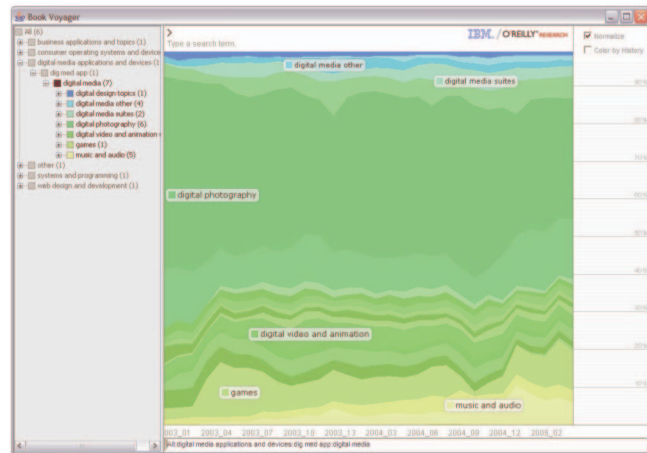 Book Voyager
All (6)
business applications and topics (1)
consumer operating systems and device
digital media applications and devices (1
dig med app (1)
digital media (7)
digital design topics (1)
digital media other (4)
digital media suites (2)
digital photography (6)
digital video and animation
games (1)
music and audio (5)
other (1)
systems and programming (1)
web design and development (1)
>
Type a search term.
IBM. / O'REILLY RESEARCH
digital media other
digital media suites
digital photography
digital video and animation
games
music and audio
003_01 2003_04 2003_07 2003_10 2003_13 2004_03 2004_06 2004_09 2004_12 2005_02
All.digital media applications and devices.dig med app.digital media
Normalize
Color by History